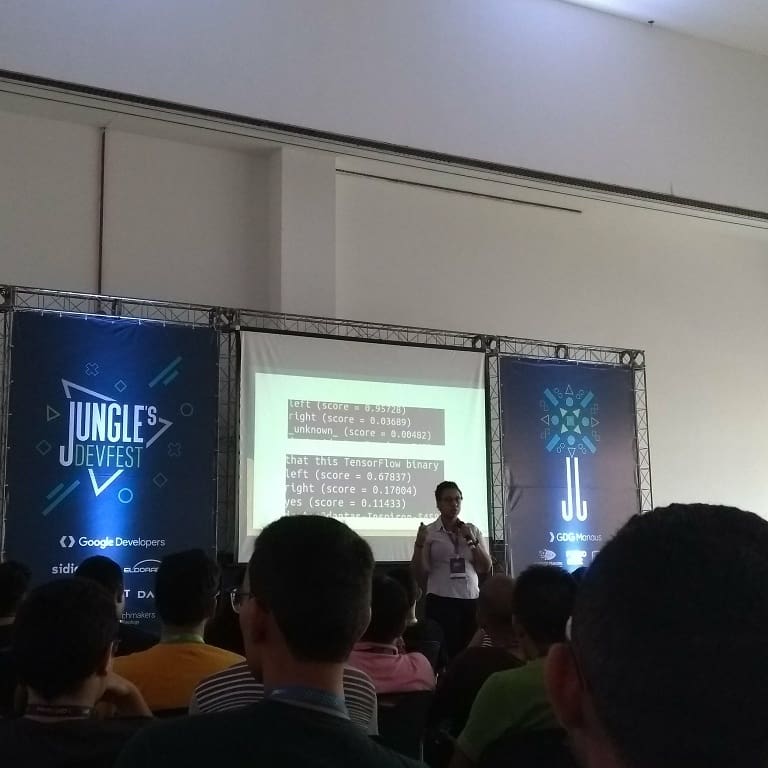 JUNGLE'S
DEVFEST
Google Developers
left (score = 0.95728)
right (score = 0.03689)
_unknown_ (score = 0.00482)
that this TensorFlow binary
left (score = 0.67837)
right (score = 0.17004)
yes (score = 0.11433)
GDG Manaus